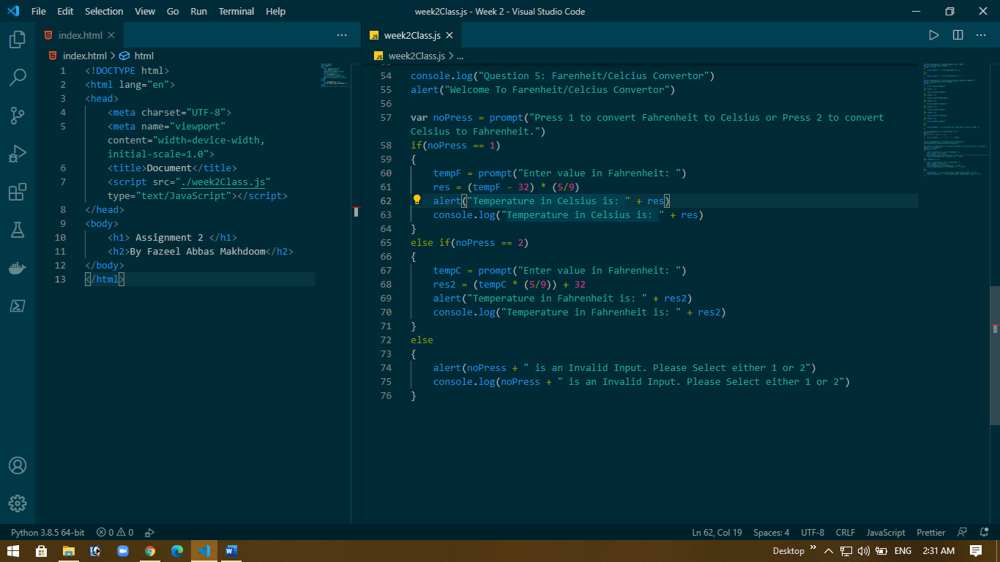 File Edit Selection View Go Run Terminal Help week2Class.js - Week 2 - Visual Studio Code
index.html
index.html > html
1 <!DOCTYPE html>
2 <html lang="en">
3 <head>
4 <meta charset="UTF-8">
5 <meta name="viewport"
content="width=device-width,
initial-scale=1.0">
6 <title>Document</title>
7 <script src="./week2Class.js"
type="text/JavaScript"></script>
8 </head>
9 <body>
10 <h1> Assignment 2 </h1>
11 <h2>By Fazeel Abbas Makhdoom</h2>
12 </body>
13 </html>
JS week2Class.js
JS week2Class.js > ...
54 console.log("Question 5: Farenheit/Celcius Convertor")
55 alert("Welcome To Farenheit/Celcius Convertor")
56
57 var noPress = prompt("Press 1 to convert Fahrenheit to Celsius or Press 2 to convert
Celsius to Fahrenheit.")
58 if(noPress == 1)
59 {
60 tempF = prompt("Enter value in Fahrenheit: ")
61 res = (tempF - 32) * (5/9)
62 alert("Temperature in Celsius is: " + res)
63 console.log("Temperature in Celsius is: " + res)
64 }
65 else if(noPress == 2)
66 {
67 tempC = prompt("Enter value in Fahrenheit: ")
68 res2 = (tempC * (5/9)) + 32
69 alert("Temperature in Fahrenheit is: " + res2)
70 console.log("Temperature in Fahrenheit is: " + res2)
71 }
72 else
73 {
74 alert(noPress + " is an Invalid Input. Please Select either 1 or 2")
75 console.log(noPress + " is an Invalid Input. Please Select either 1 or 2")
76 }
Python 3.8.5 64-bit 0 0 Ln 62, Col 19 Spaces: 4 UTF-8 CRLF JavaScript Prettier
Desktop ENG 2:31 AM